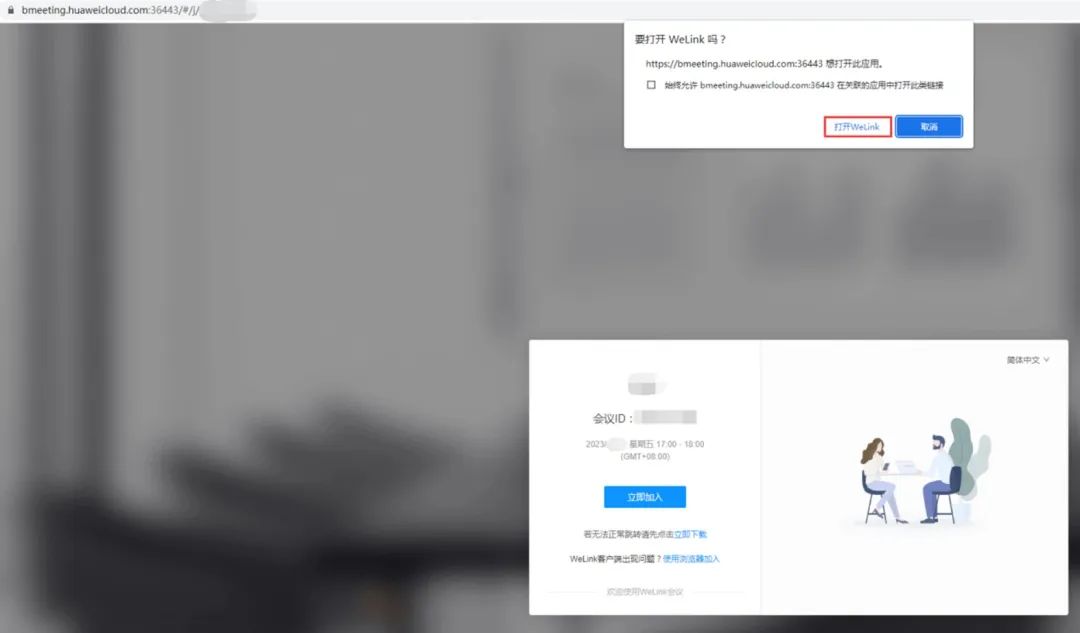 bmeeting.huaweicloud.com:36443/#/j/
要打开 WeLink 吗？
https://bmeeting.huaweicloud.com:36443 想打开此应用。
始终允许 bmeeting.huaweicloud.com:36443 在关联的应用中打开此类链接
打开WeLink
取消
简体中文
会议ID：
2023/ 星期五 17:00 - 18:00
(GMT+08:00)
立即加入
若无法正常跳转请先点击立即下载
WeLink客户端出现问题？使用浏览器加入
欢迎使用WeLink会议